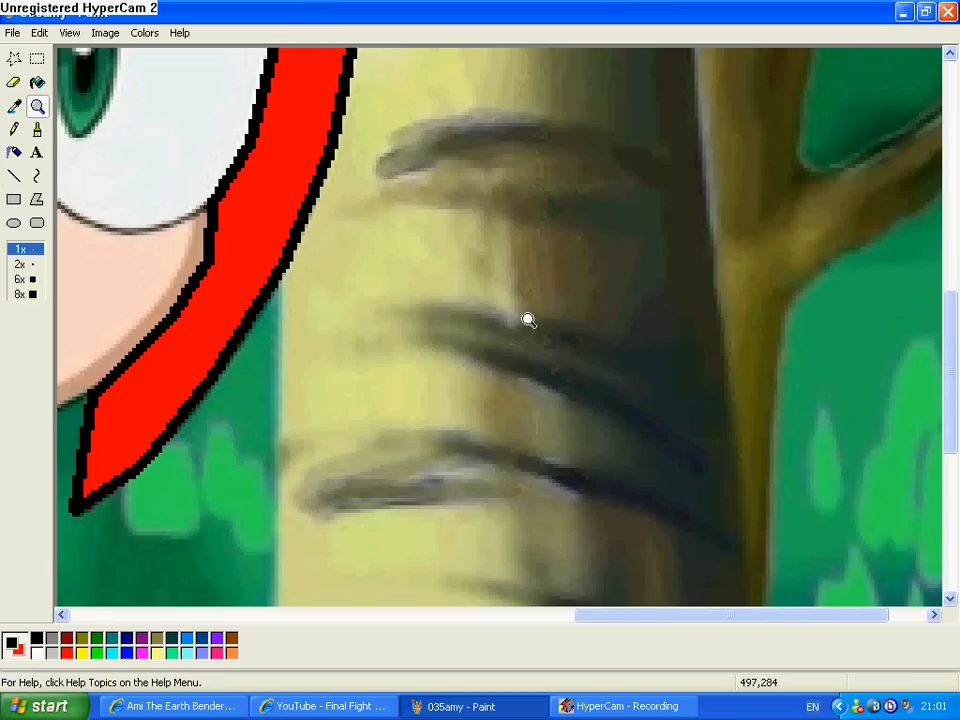 Unregistered HyperCam 2
File Edit View Image Colors Help
A
1x
2x
6x
8x
For Help, click Help Topics on the Help Menu.
497,284
start
Ami The Earth Bender...
YouTube - Final Fight ...
035amy - Paint
HyperCam - Recording
EN
21:01